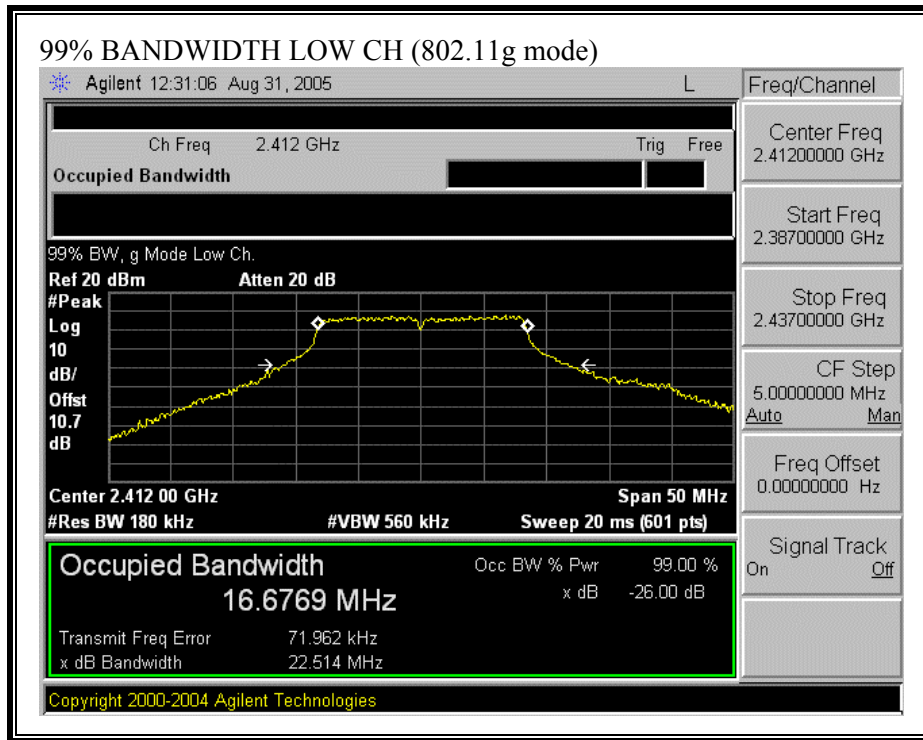 99% BANDWIDTH LOW CH (802.11g mode)
Agilent 12:31:06 Aug 31, 2005 L
Ch Freq 2.412 GHz Trig Free
Occupied Bandwidth
99% BW, g Mode Low Ch.
Ref 20 dBm Atten 20 dB
#Peak
Log
10
dB/
Offst
10.7
dB
Center 2.412 00 GHz Span 50 MHz
#Res BW 180 kHz #VBW 560 kHz Sweep 20 ms (601 pts)
Occupied Bandwidth
16.6769 MHz
Occ BW % Pwr 99.00 %
x dB -26.00 dB
Transmit Freq Error 71.962 kHz
x dB Bandwidth 22.514 MHz
Copyright 2000-2004 Agilent Technologies
Freq/Channel
Center Freq
2.41200000 GHz
Start Freq
2.38700000 GHz
Stop Freq
2.43700000 GHz
CF Step
5.00000000 MHz
Auto Man
Freq Offset
0.00000000 Hz
Signal Track
On Off